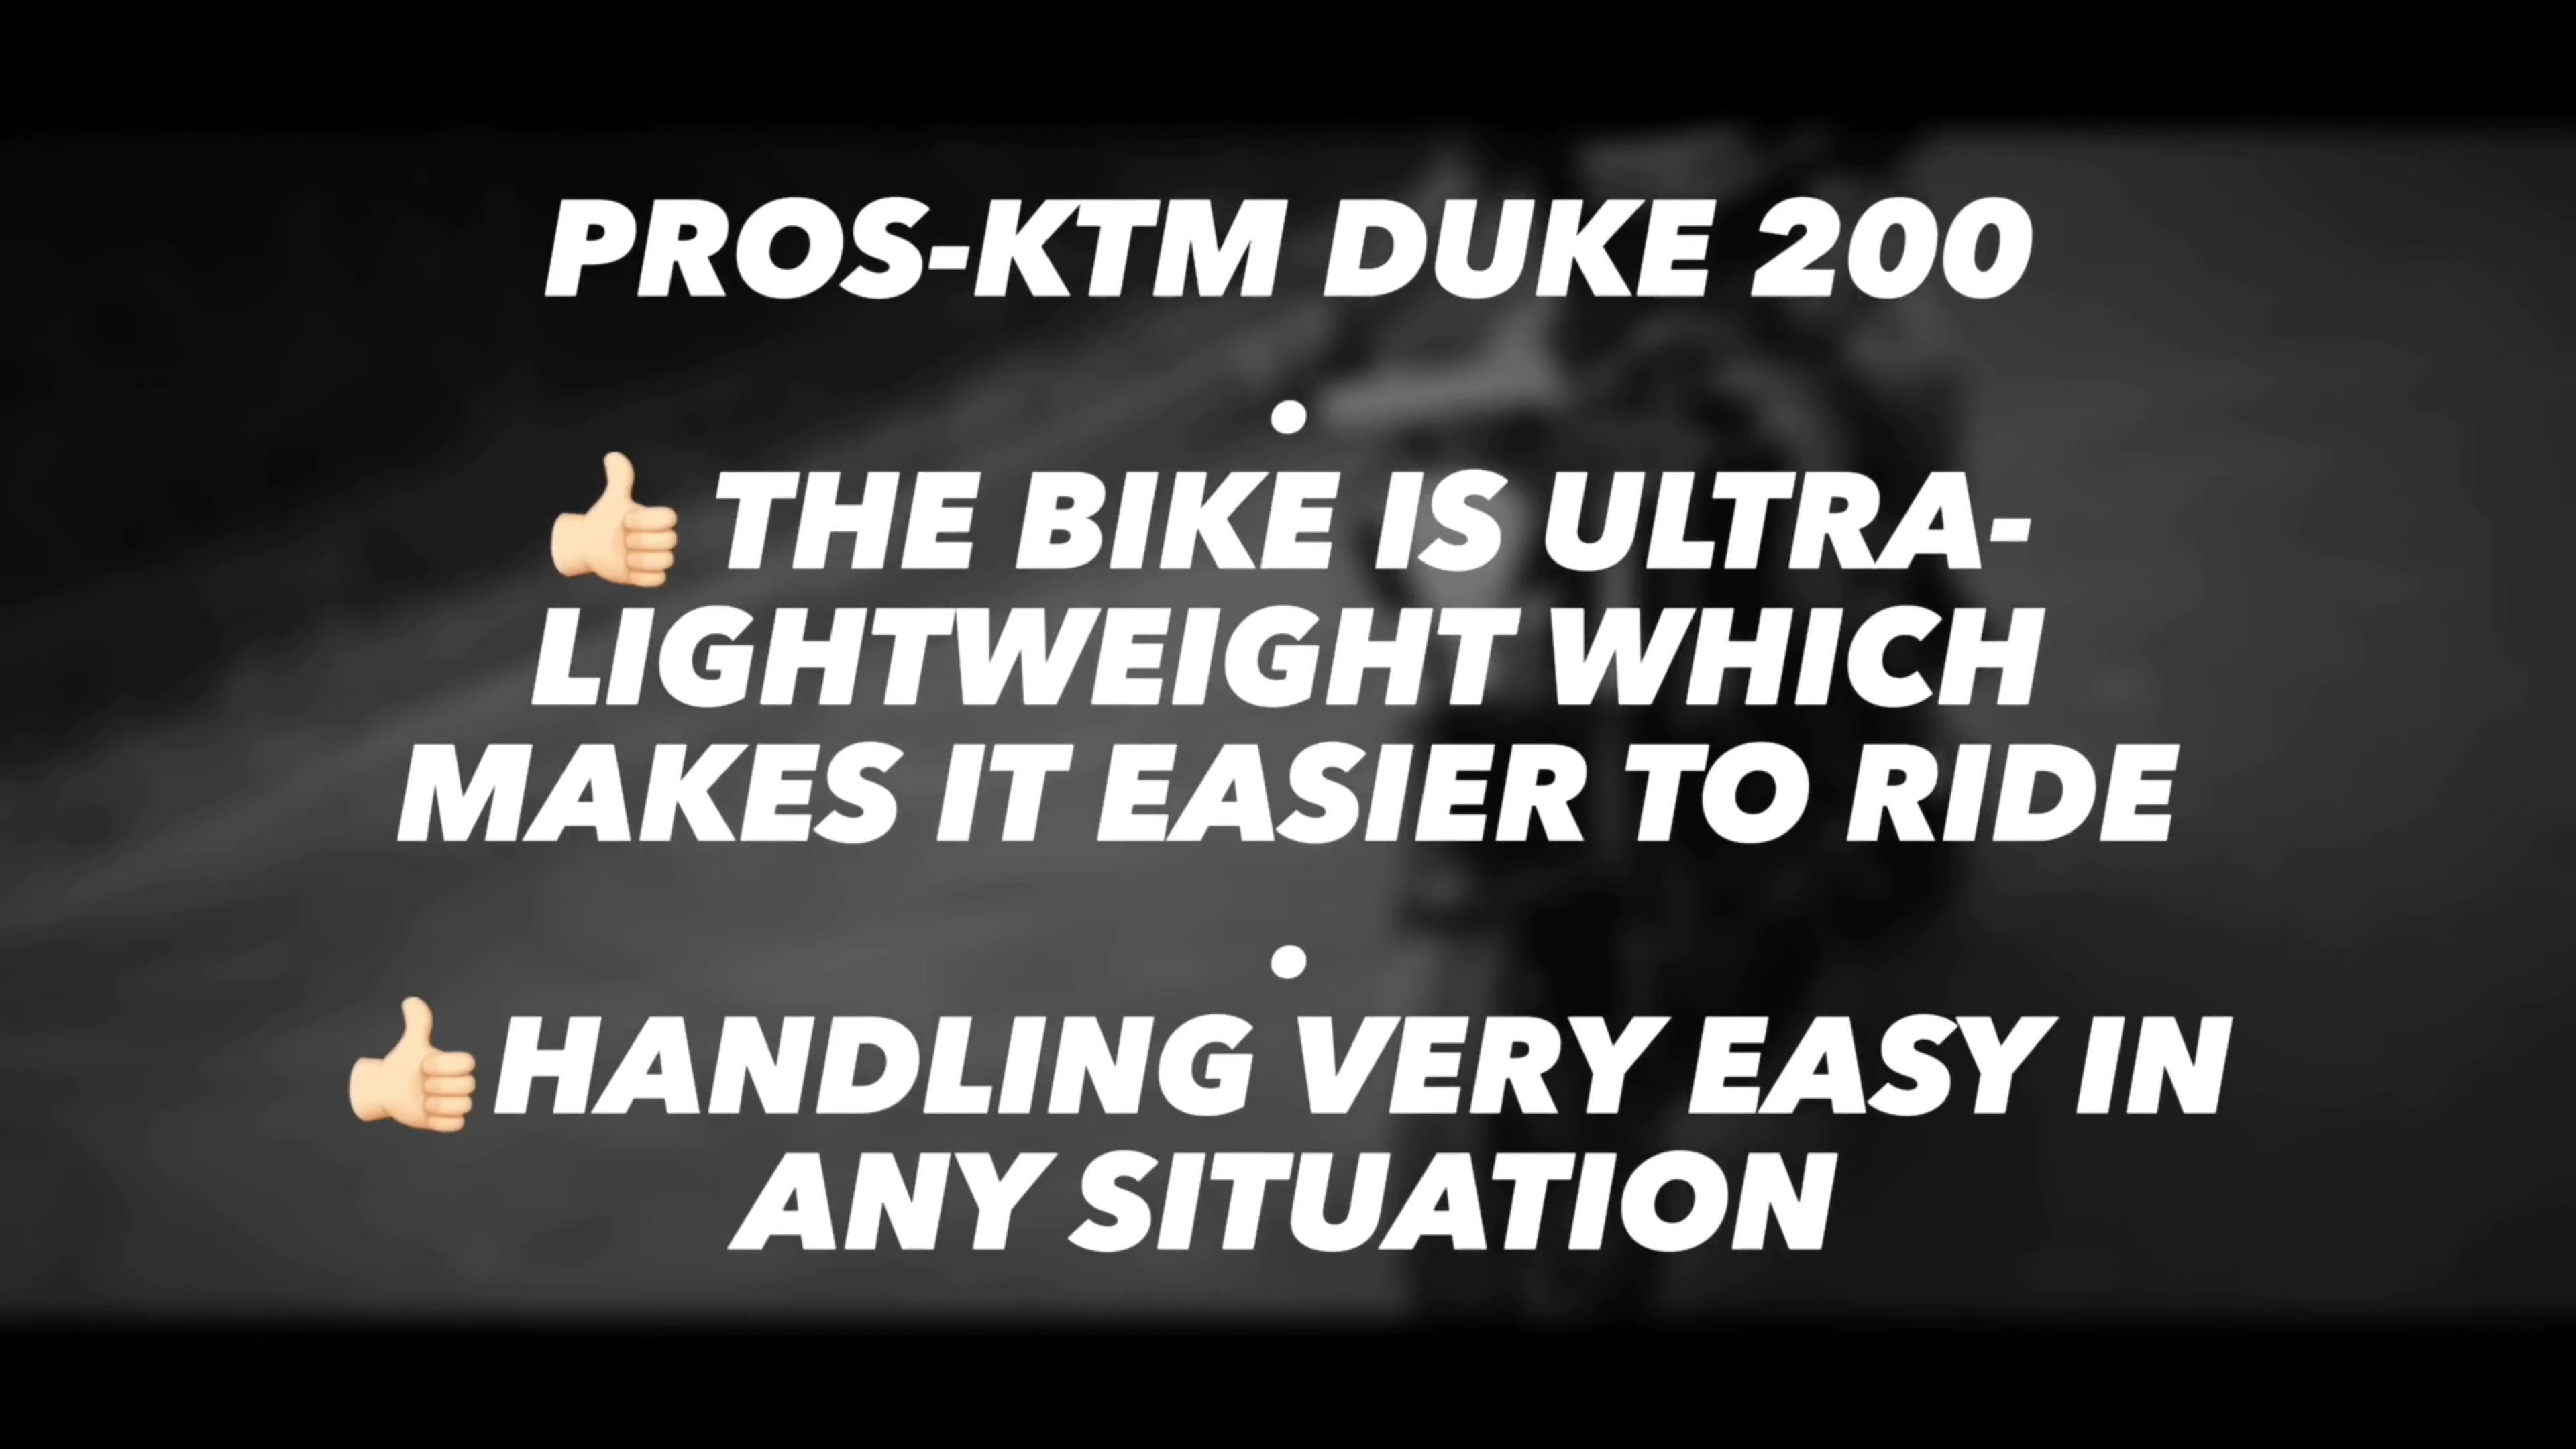 PROS-KTM DUKE 200
.
👍🏻 THE BIKE IS ULTRA-
LIGHTWEIGHT WHICH
MAKES IT EASIER TO RIDE
.
👍🏻HANDLING VERY EASY IN
ANY SITUATION